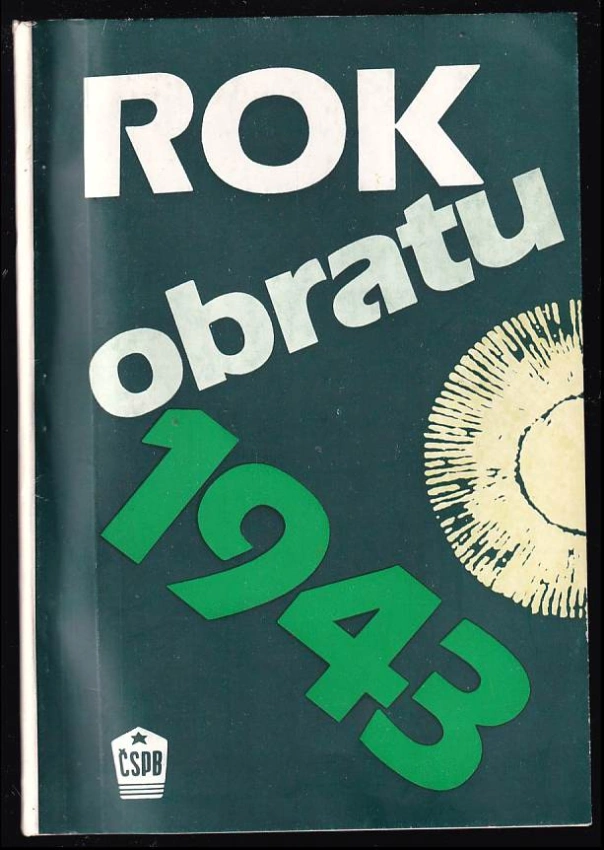 ROK
obratu
1943
ČSPB